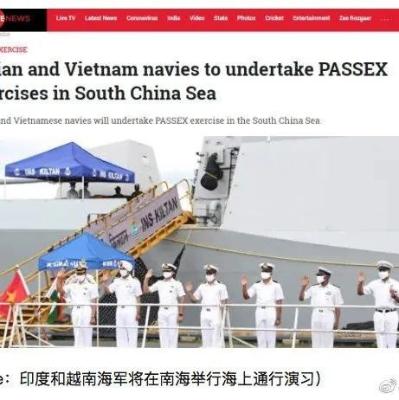 NEWS
Live TV Latest News Coronavirus India Video States Photos Cricket Entertainment Zee Rozgaar ...
EXERCISE
ian and Vietnam navies to undertake PASSEX
rcises in South China Sea
nd Vietnamese navies will undertake PASSEX exercise in the South China Sea
INS KILTAN
INS KILTAN
INS KILTAN
e：印度和越南海军将在南海举行海上通行演习）